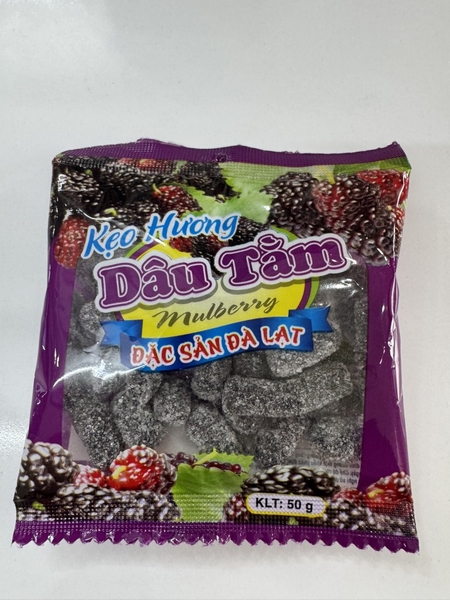 Kẹo Hương
Dâu Tằm
Mulberry
ĐẶC SẢN ĐÀ LẠT
KLT: 50 g